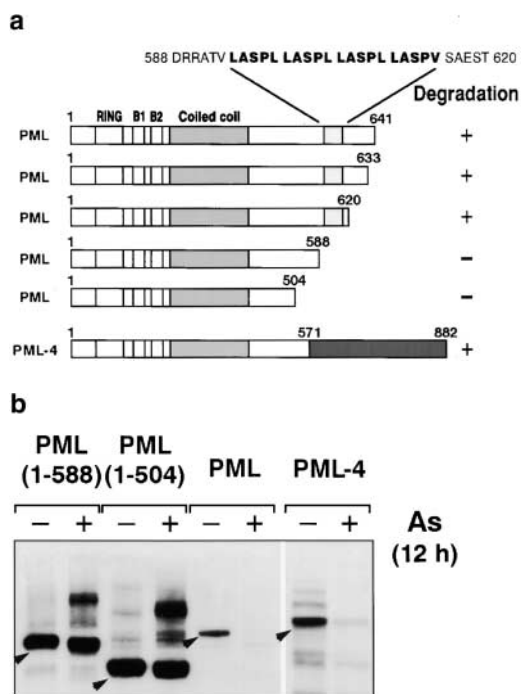 a
588 DRRATV LASPL LASPL LASPL LASPV SAEST 620
Degradation
1 RING B1 B2 Coiled coil 641
PML +
1 633
PML +
1 620
PML +
1 588
PML −
1 504
PML −
1 571 882
PML-4 +
b
PML (1-588) PML (1-504) PML PML-4
− + − + − + − + As (12 h)